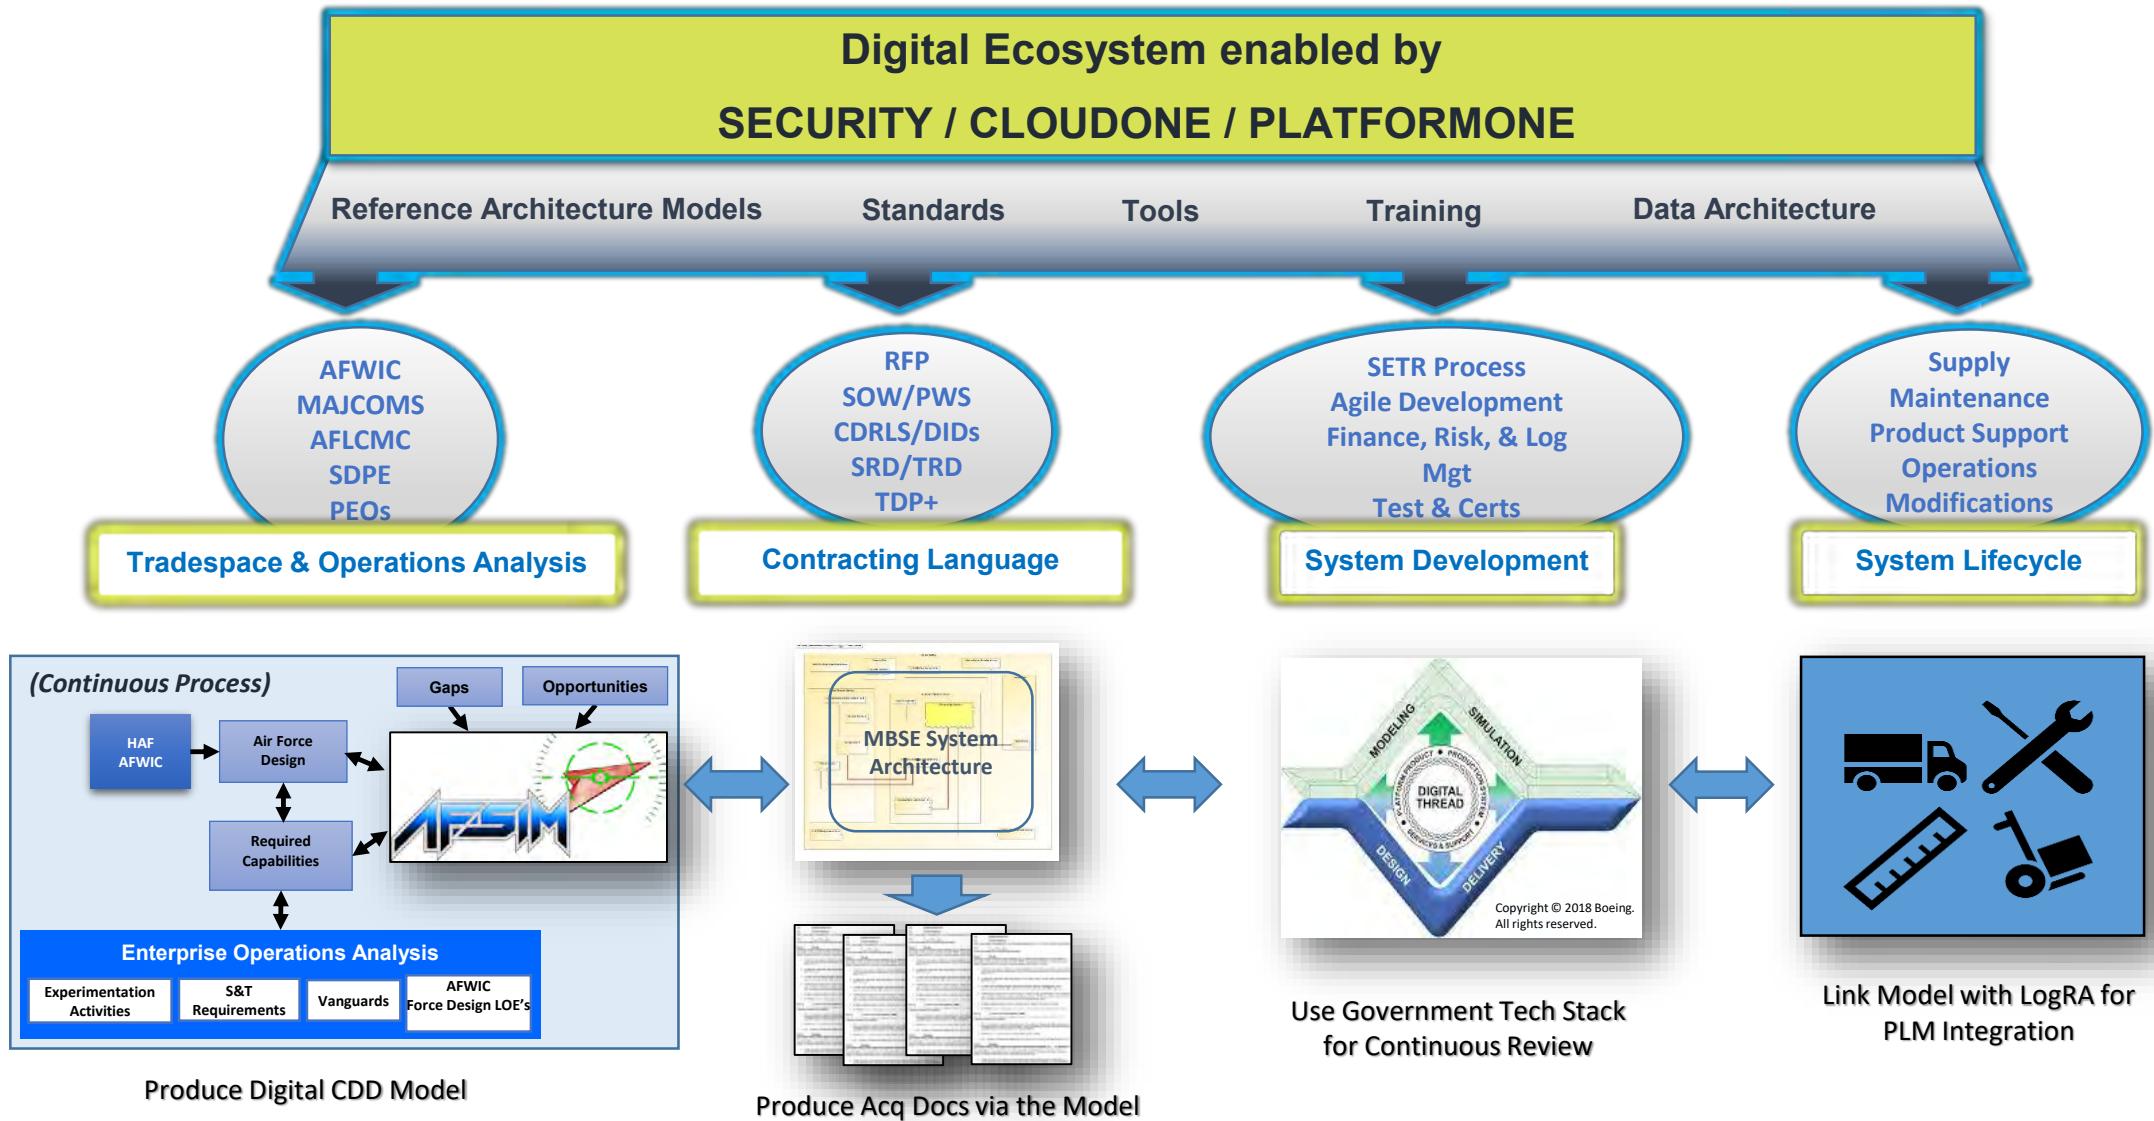 Digital Ecosystem enabled by
SECURITY / CLOUDONE / PLATFORMONE
Reference Architecture Models
Standards
Tools
Training
Data Architecture
AFWIC
MAJCOMS
AFLCMC
SDPE
PEOs
Tradespace & Operations Analysis
RFP
SOW/PWS
CDRLS/DIDs
SRD/TRD
TDP+
Contracting Language
SETR Process
Agile Development
Finance, Risk, & Log
Mgt
Test & Certs
System Development
Supply
Maintenance
Product Support
Operations
Modifications
System Lifecycle
(Continuous Process)
Gaps
Opportunities
HAF
AFWIC
Air Force
Design
Required
Capabilities
AFSIM
Enterprise Operations Analysis
Experimentation
Activities
S&T
Requirements
Vanguards
AFWIC
Force Design LOE's
Produce Digital CDD Model
MBSE System
Architecture
Produce Acq Docs via the Model
MODELING
SIMULATION
PLATFORM PRODUCT • PRODUCTION SYSTEM
DIGITAL
THREAD
SERVICES & SUPPORT
DESIGN
DELIVERY
Copyright © 2018 Boeing.
All rights reserved.
Use Government Tech Stack
for Continuous Review
Link Model with LogRA for
PLM Integration